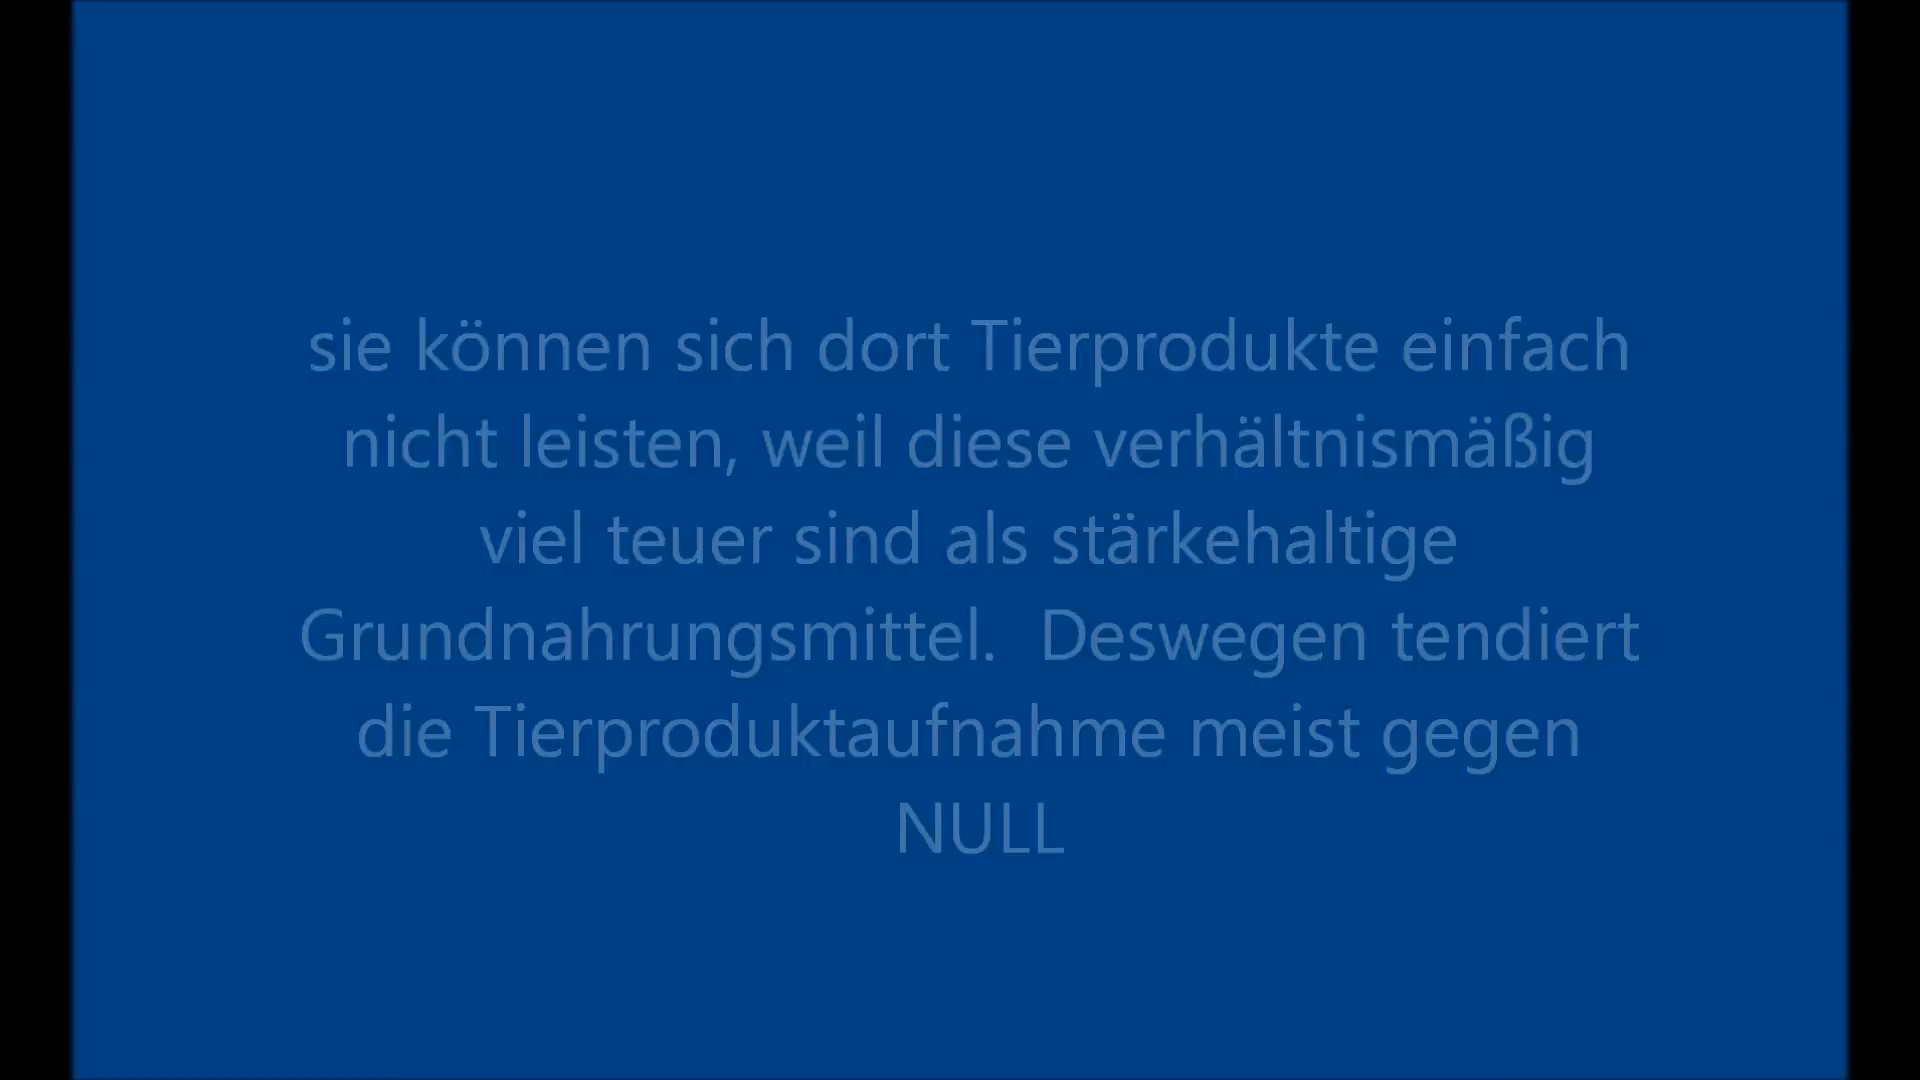 sie können sich dort Tierprodukte einfach
nicht leisten, weil diese verhältnismäßig
viel teuer sind als stärkehaltige
Grundnahrungsmittel.  Deswegen tendiert
die Tierproduktaufnahme meist gegen
NULL